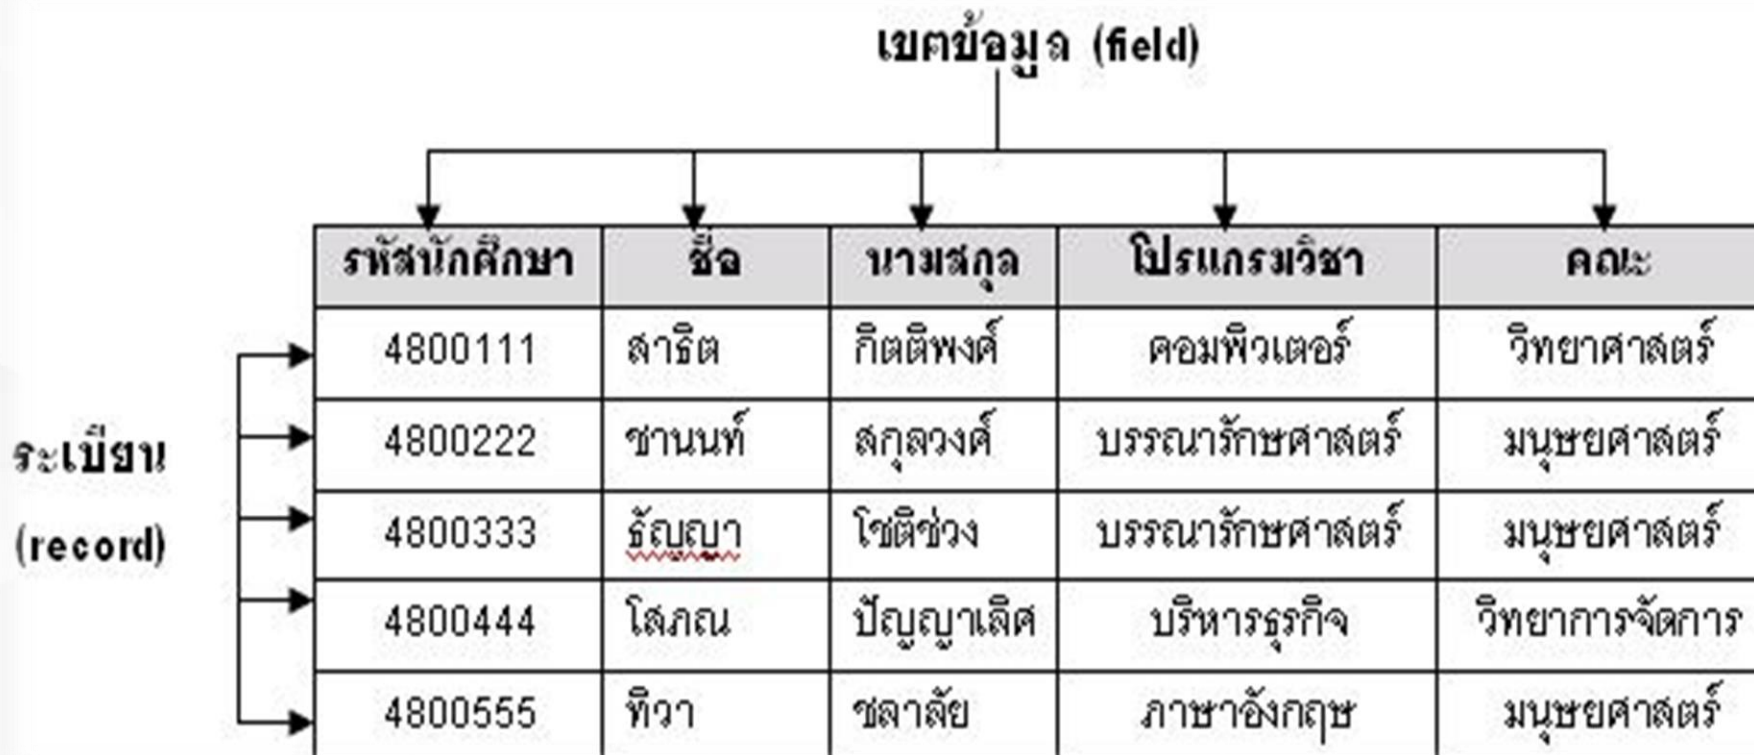 เขตข้อมูล (field)
รหัสนักศึกษา ชื่อ นามสกุล โปรแกรมวิชา คณะ
4800111 สาธิต กิตติพงศ์ คอมพิวเตอร์ วิทยาศาสตร์
4800222 ชานนท์ สกุลวงศ์ บรรณารักษศาสตร์ มนุษยศาสตร์
4800333 ธัญญา โชติช่วง บรรณารักษศาสตร์ มนุษยศาสตร์
4800444 โสภณ ปัญญาเลิศ บริหารธุรกิจ วิทยาการจัดการ
4800555 ทิวา ชลาลัย ภาษาอังกฤษ มนุษยศาสตร์
ระเบียน
(record)